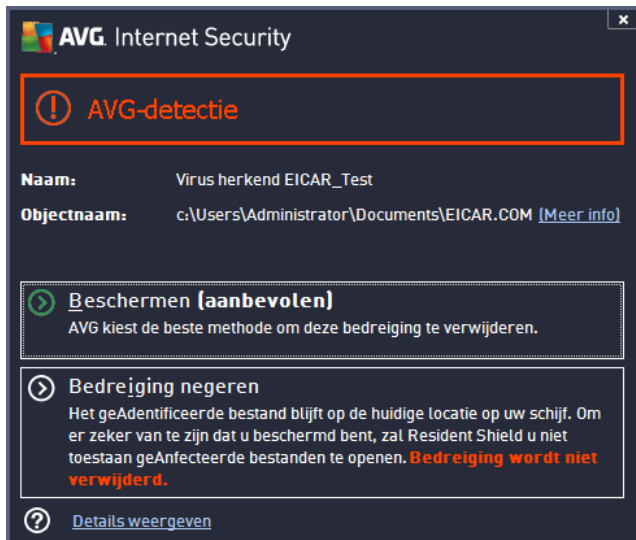 AVG. Internet Security
AVG-detectie
Naam: Virus herkend EICAR_Test
Objectnaam: c:\Users\Administrator\Documents\EICAR.COM (Meer info)
Beschermen (aanbevolen)
AVG kiest de beste methode om deze bedreiging te verwijderen.
Bedreiging negeren
Het geAdentificeerde bestand blijft op de huidige locatie op uw schijf. Om
er zeker van te zijn dat u beschermd bent, zal Resident Shield u niet
toestaan geAnfecteerde bestanden te openen. Bedreiging wordt niet
verwijderd.
Details weergeven